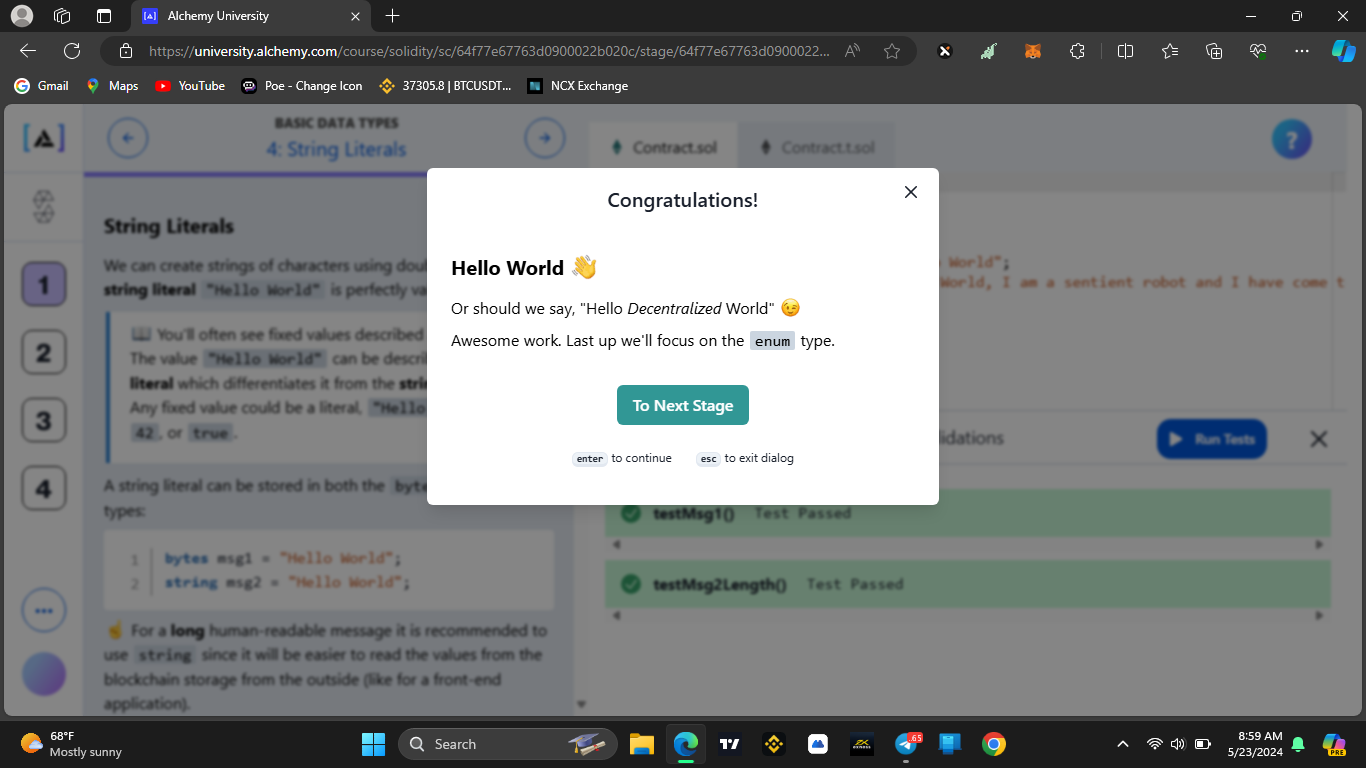 Alchemy University
https://university.alchemy.com/course/solidity/sc/64f77e67763d0900022b020c/stage/64f77e67763d0900022...
Gmail
Maps
YouTube
Poe - Change Icon
37305.8 | BTCUSDT...
NCX Exchange
BASIC DATA TYPES
4: String Literals
Contract.sol
Contract.t.sol
?
1
2
3
4
String Literals
We can create strings of characters using dou
string literal "Hello World" is perfectly va
You'll often see fixed values described
The value "Hello World" can be descri
literal which differentiates it from the stri
Any fixed value could be a literal, "Hello
42, or true.
A string literal can be stored in both the byte
types:
1 bytes msg1 = "Hello World";
2 string msg2 = "Hello World";
☝ For a long human-readable message it is recommended to
use string since it will be easier to read the values from the
blockchain storage from the outside (like for a front-end
application).
World";
World, I am a sentient robot and I have come t
Congratulations!
Hello World 👋
Or should we say, "Hello Decentralized World" 😉
Awesome work. Last up we'll focus on the enum type.
To Next Stage
enter to continue
esc to exit dialog
idations
Run Tests
testMsg1() Test Passed
testMsg2Length() Test Passed
68°F
Mostly sunny
Search
.65
8:59 AM
5/23/2024
PRE